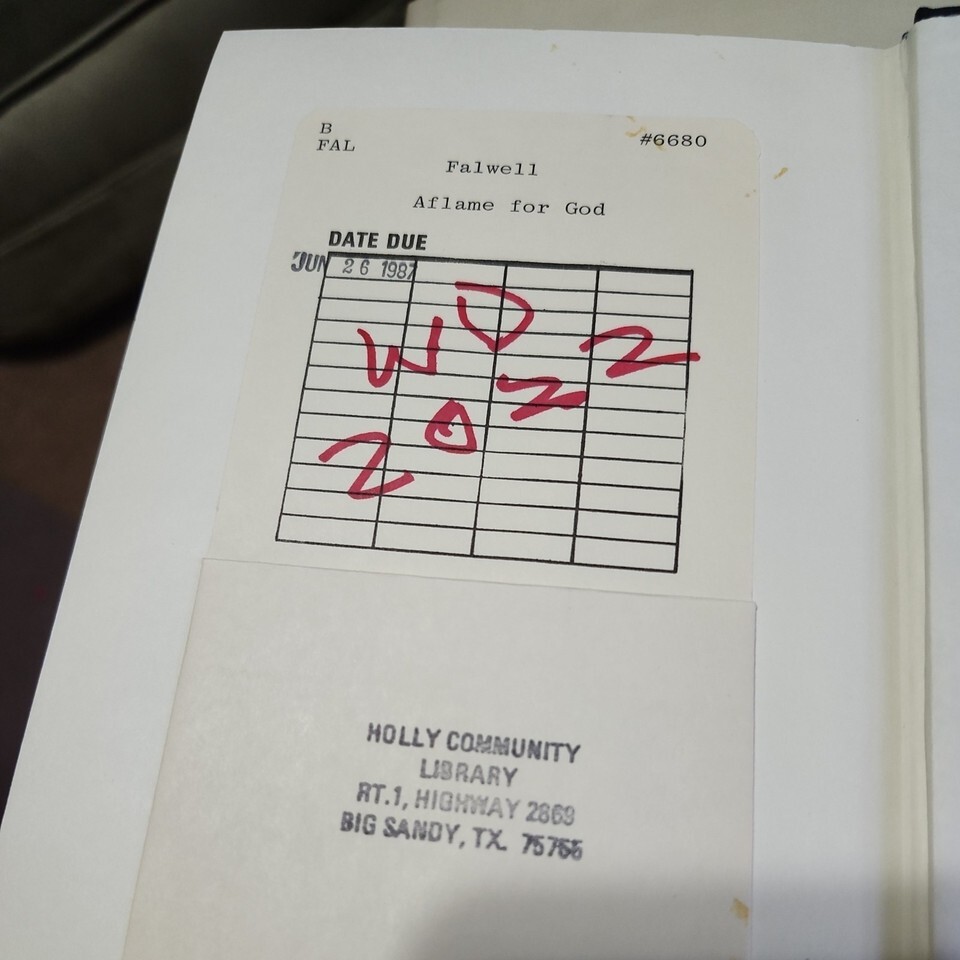 B
FAL
#6680
Falwell
Aflame for God
DATE DUE
JUN 26 1987
WD
2022
HOLLY COMMUNITY
LIBRARY
RT.1, HIGHWAY 2869
BIG SANDY, TX. 75755